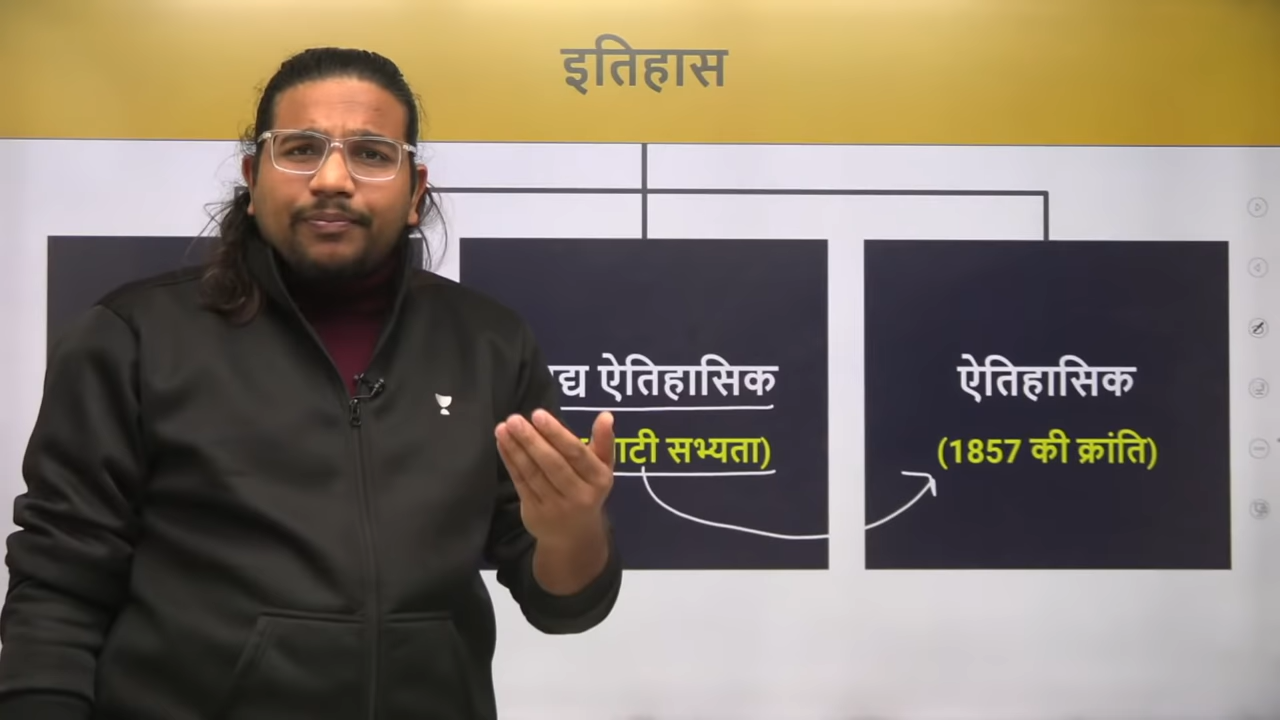 इतिहास
ऐतिहासिक
सभ्यता)
ऐतिहासिक
(1857 की क्रांति)